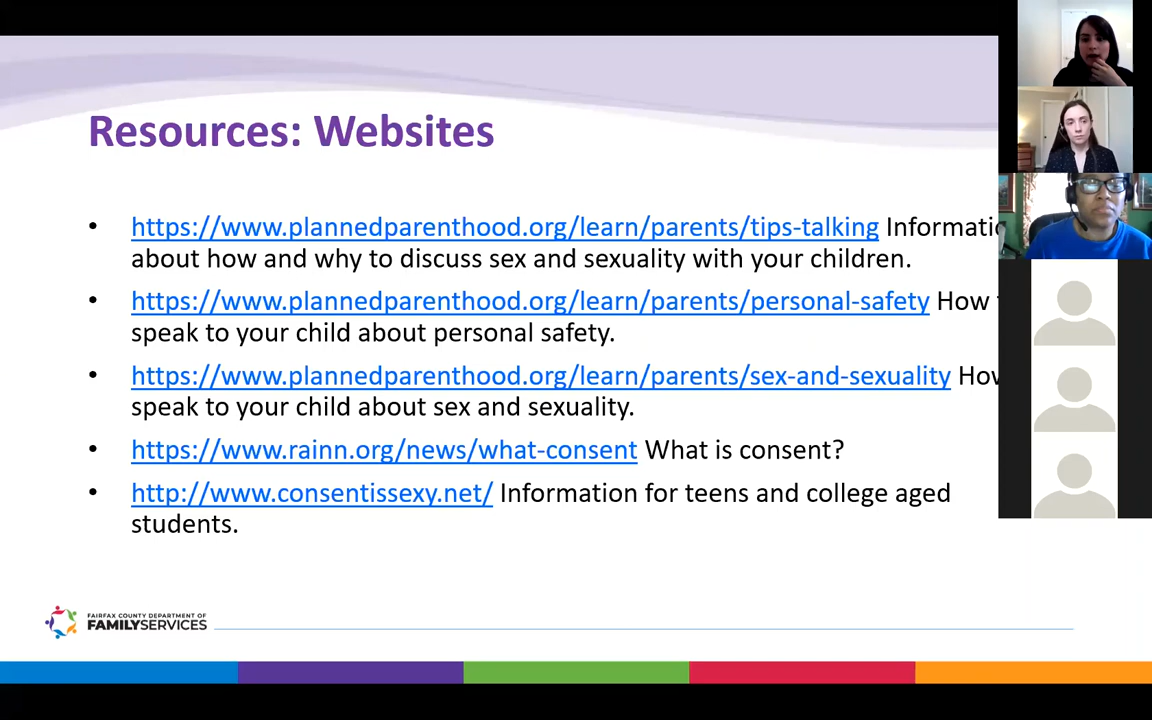 Resources: Websites
• https://www.plannedparenthood.org/learn/parents/tips-talking
about how and why to discuss sex and sexuality with your children.
• https://www.plannedparenthood.org/learn/parents/personal-safety How
speak to your child about personal safety.
• https://www.plannedparenthood.org/learn/parents/sex-and-sexuality
speak to your child about sex and sexuality.
• https://www.rainn.org/news/what-consent What is consent?
• http://www.consentissexy.net/ Information for teens and college aged
students.
FAIRFAX COUNTY DEPARTMENT OF
FAMILYSERVICES